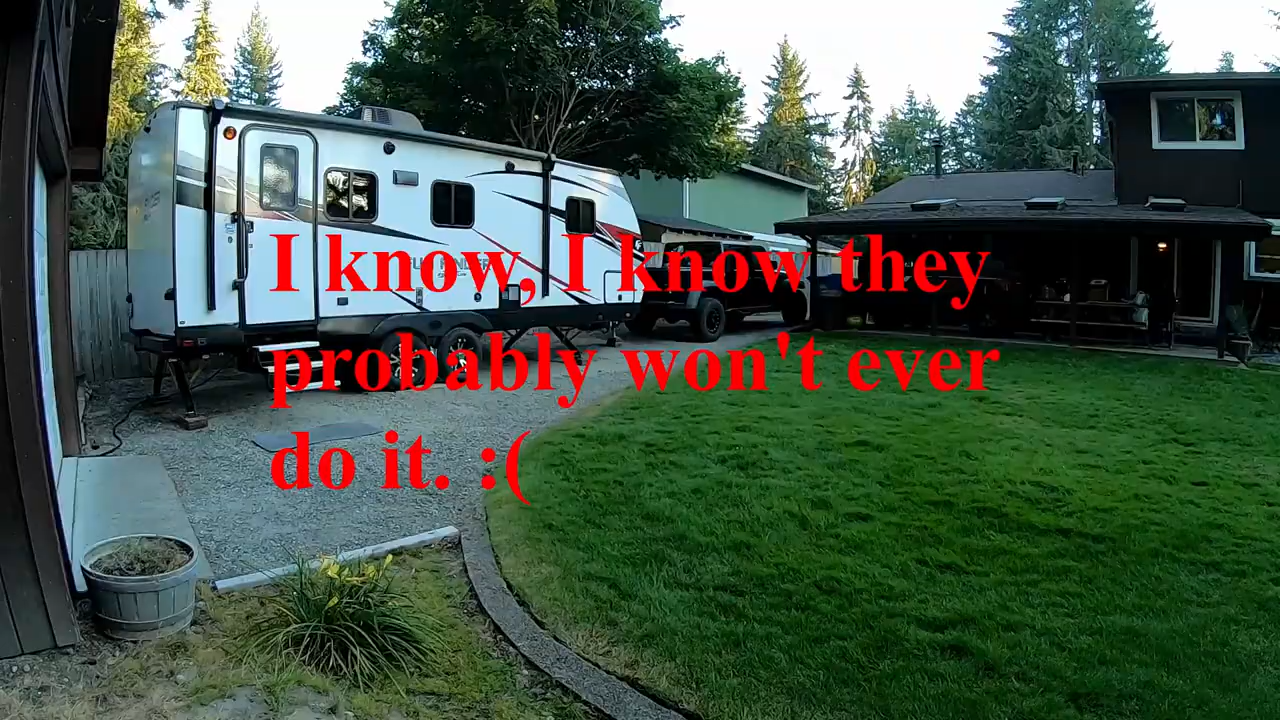 I know, I know they
probably won't ever
do it. :(